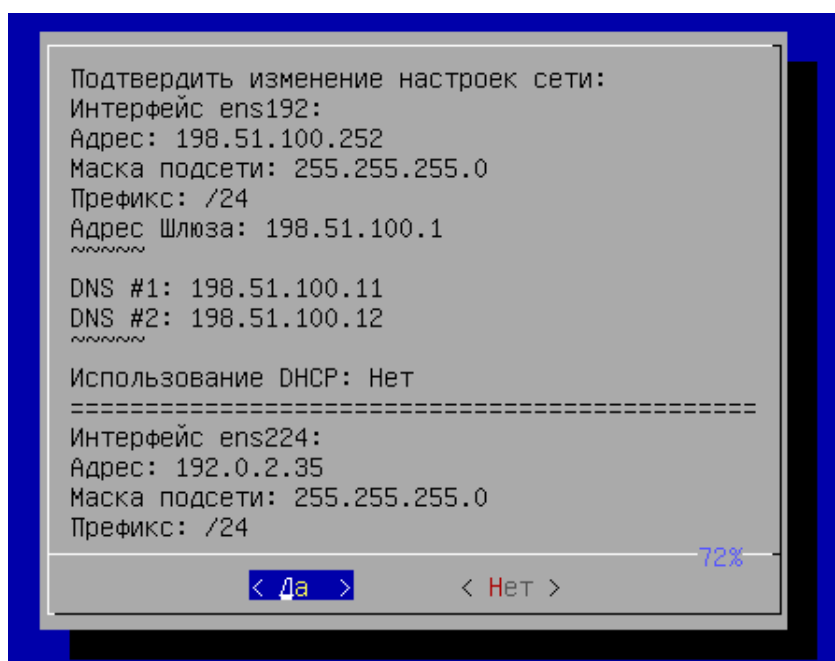 Подтвердить изменение настроек сети:
Интерфейс ens192:
Адрес: 198.51.100.252
Маска подсети: 255.255.255.0
Префикс: /24
Адрес Шлюза: 198.51.100.1
~~~~~
DNS #1: 198.51.100.11
DNS #2: 198.51.100.12
~~~~~
Использование DHCP: Нет
==============================================
Интерфейс ens224:
Адрес: 192.0.2.35
Маска подсети: 255.255.255.0
Префикс: /24
72%
< Да > < Нет >